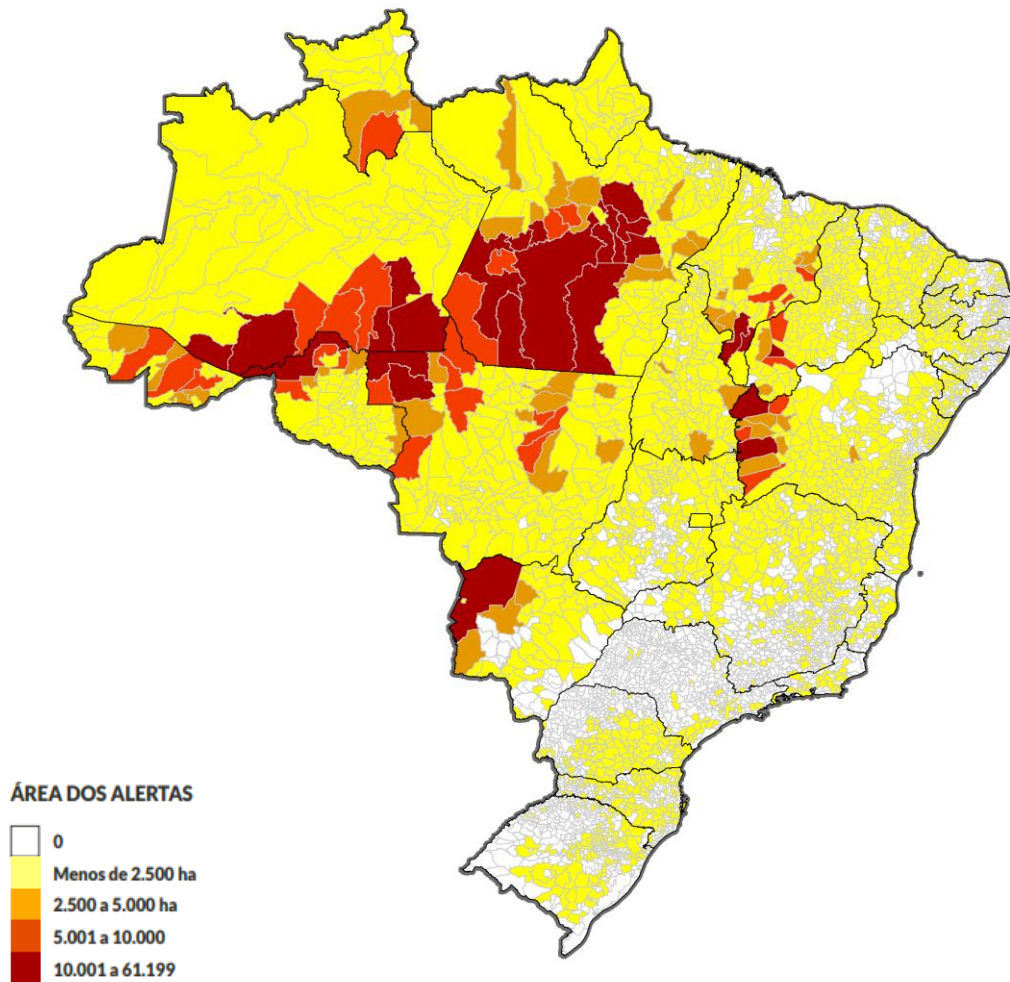 ÁREA DOS ALERTAS
0
Menos de 2.500 ha
2.500 a 5.000 ha
5.001 a 10.000
10.001 a 61.199